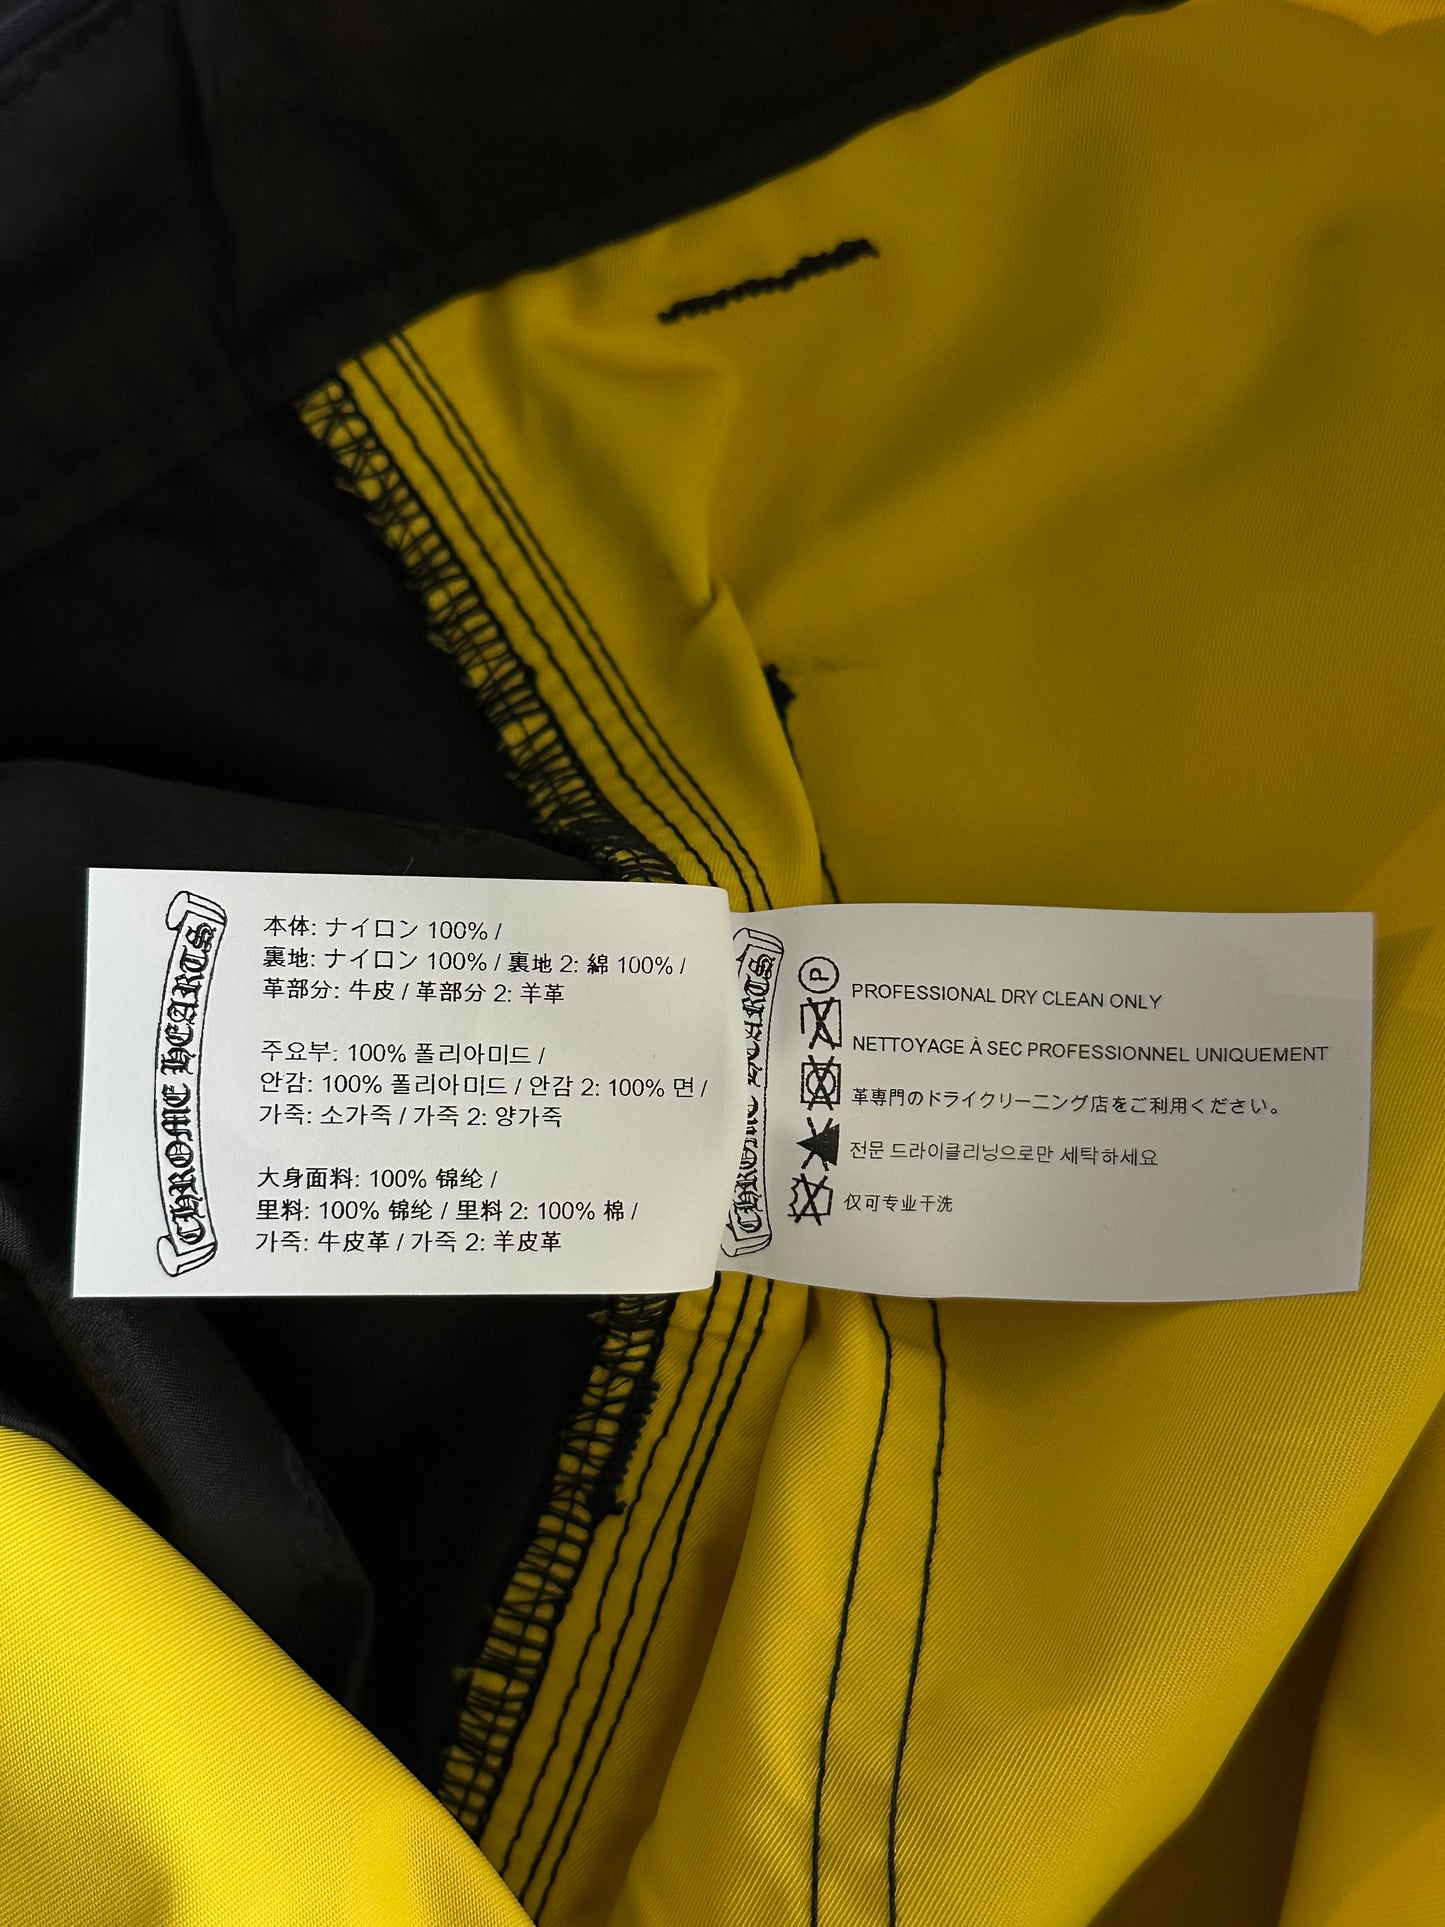 CHROME HEARTS
本体: ナイロン 100% /
裏地: ナイロン 100% / 裏地 2: 綿 100% /
革部分: 牛皮 / 革部分 2: 羊革
주요부: 100% 폴리아미드 /
안감: 100% 폴리아미드 / 안감 2: 100% 면 /
가죽: 소가죽 / 가죽 2: 양가죽
大身面料: 100% 锦纶 /
里料: 100% 锦纶 / 里料 2: 100% 棉 /
가죽: 牛皮革 / 가죽 2: 羊皮革
CHROME HEARTS
P
PROFESSIONAL DRY CLEAN ONLY
NETTOYAGE À SEC PROFESSIONNEL UNIQUEMENT
革専門のドライクリーニング店をご利用ください。
전문 드라이클리닝으로만 세탁하세요
仅可专业干洗